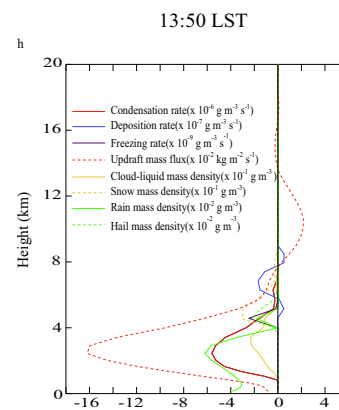 13:50 LST
h
20
16
12
8
4
0
Height (km)
Condensation rate(x 10-6 g m-3 s-1)
Deposition rate(x 10-7 g m-3 s-1)
Freezing rate(x 10-9 g m-3 s-1)
Updraft mass flux(x 10-2 kg m-2 s-1)
Cloud-liquid mass density(x 10-1 g m-3)
Snow mass density(x 10-1 g m-3)
Rain mass density(x 10-2 g m-3)
Hail mass density(x 10-2 g m-3)
-16 -12 -8 -4 0